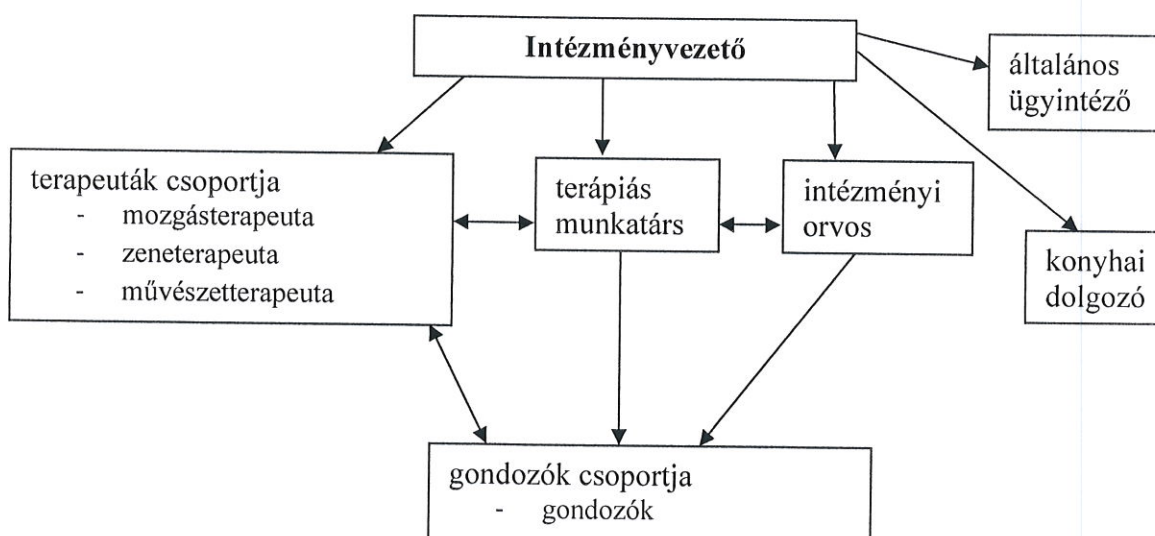 Intézményvezető
általános
ügyintéző
terapeuták csoportja
- mozgásterapeuta
- zeneterapeuta
- művészetterapeuta
terápiás
munkatárs
intézményi
orvos
konyhai
dolgozó
gondozók csoportja
- gondozók